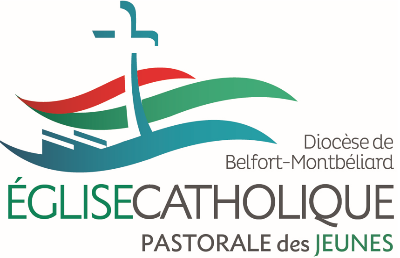 Diocèse de
Belfort-Montbéliard
ÉGLISECATHOLIQUE
PASTORALE des JEUNES